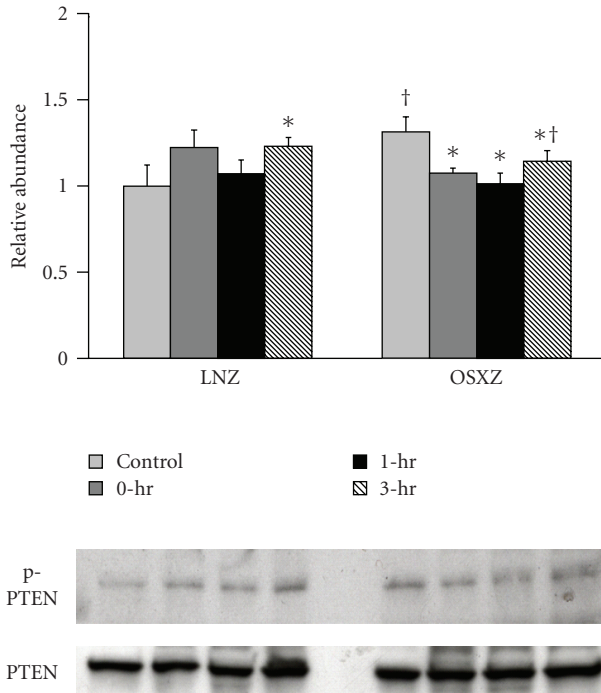 2
1.5
1
0.5
0
Relative abundance
*
†
*
*
*†
LNZ
OSXZ
Control
0-hr
1-hr
3-hr
p-
PTEN
PTEN